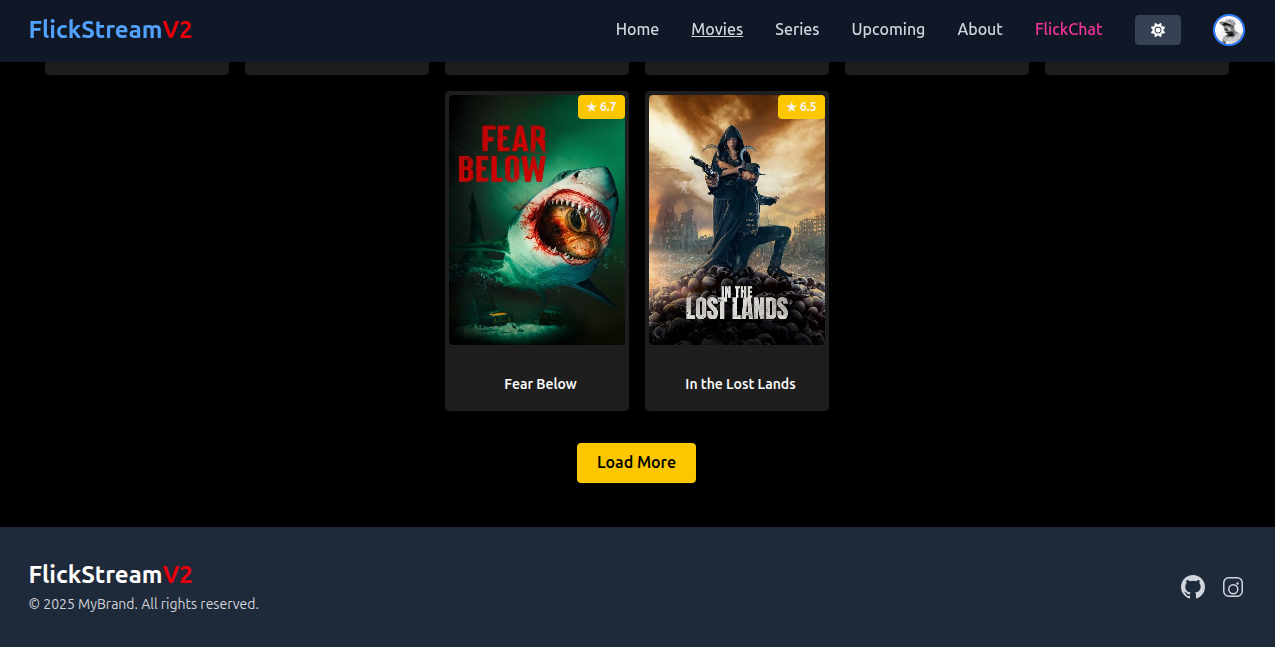 FlickStreamV2
Home Movies Series Upcoming About FlickChat
★ 6.7
FEAR
BELOW
Fear Below
★ 6.5
IN THE
LOST LANDS
In the Lost Lands
Load More
FlickStreamV2
© 2025 MyBrand. All rights reserved.